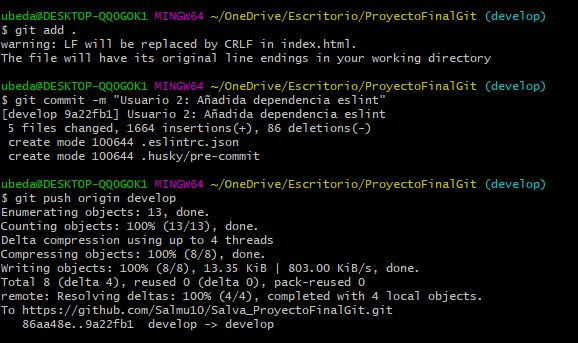 ubeda@DESKTOP-QQOGOK1 MINGW64 ~/OneDrive/Escritorio/ProyectoFinalGit (develop)
$ git add .
warning: LF will be replaced by CRLF in index.html.
The file will have its original line endings in your working directory
ubeda@DESKTOP-QQOGOK1 MINGW64 ~/OneDrive/Escritorio/ProyectoFinalGit (develop)
$ git commit -m "Usuario 2: Añadida dependencia eslint"
[develop 9a22fb1] Usuario 2: Añadida dependencia eslint
 5 files changed, 1664 insertions(+), 86 deletions(-)
 create mode 100644 .eslintrc.json
 create mode 100644 .husky/pre-commit
ubeda@DESKTOP-QQOGOK1 MINGW64 ~/OneDrive/Escritorio/ProyectoFinalGit (develop)
$ git push origin develop
Enumerating objects: 13, done.
Counting objects: 100% (13/13), done.
Delta compression using up to 4 threads
Compressing objects: 100% (8/8), done.
Writing objects: 100% (8/8), 13.35 KiB | 803.00 KiB/s, done.
Total 8 (delta 4), reused 0 (delta 0), pack-reused 0
remote: Resolving deltas: 100% (4/4), completed with 4 local objects.
To https://github.com/Salmu10/Salva_ProyectoFinalGit.git
   86aa48e..9a22fb1  develop -> develop